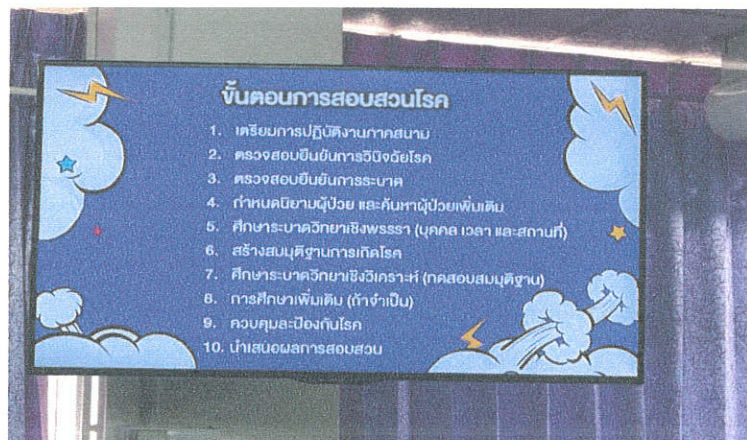 ขั้นตอนการสอบสวนโรค
1. เตรียมการปฏิบัติงานภาคสนาม
2. ตรวจสอบยืนยันการวินิจฉัยโรค
3. ตรวจสอบยืนยันการระบาด
4. กำหนดนิยามผู้ป่วย และค้นหาผู้ป่วยเพิ่มเติม
5. ศึกษาระบาดวิทยาเชิงพรรรา (บุคคล เวลา และสถานที่)
6. สร้างสมมุติฐานการเกิดโรค
7. ศึกษาระบาดวิทยาเชิงวิเคราะห์ (ทดสอบสมมุติฐาน)
8. การศึกษาเพิ่มเติม (ถ้าจำเป็น)
9. ควบคุมละป้องกันโรค
10. นำเสนอผลการสอบสวน